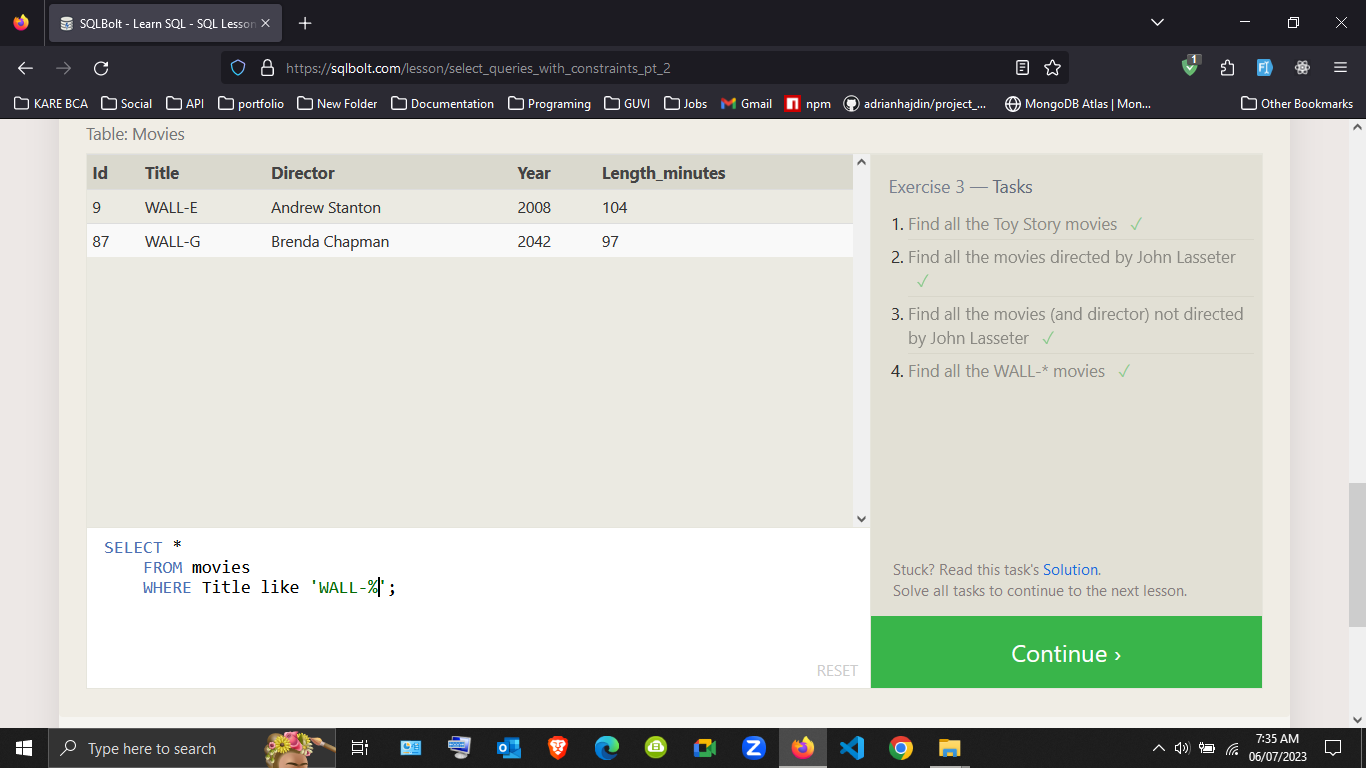 SQLBolt - Learn SQL - SQL Lesson
https://sqlbolt.com/lesson/select_queries_with_constraints_pt_2
1
KARE BCA Social API portfolio New Folder Documentation Programing GUVI Jobs Gmail npm adrianhajdin/project_... MongoDB Atlas | Mon... Other Bookmarks
Table: Movies
Id Title Director Year Length_minutes
9 WALL-E Andrew Stanton 2008 104
87 WALL-G Brenda Chapman 2042 97
SELECT *
FROM movies
WHERE Title like 'WALL-%';
RESET
Exercise 3 — Tasks
1. Find all the Toy Story movies ✓
2. Find all the movies directed by John Lasseter
✓
3. Find all the movies (and director) not directed
by John Lasseter ✓
4. Find all the WALL-* movies ✓
Stuck? Read this task's Solution.
Solve all tasks to continue to the next lesson.
Continue ›
Type here to search
7:35 AM
06/07/2023